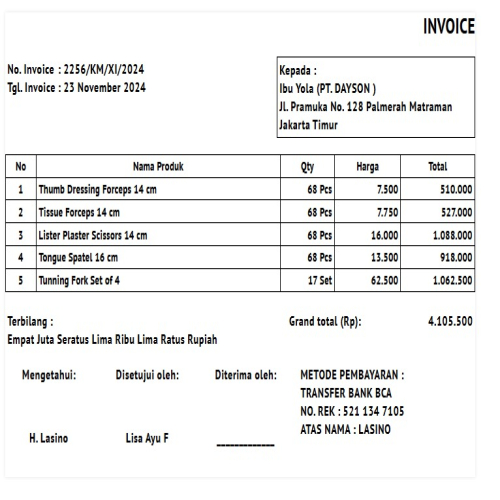 INVOICE
No. Invoice : 2256/KM/XI/2024
Tgl. Invoice : 23 November 2024
Kepada :
Ibu Yola (PT. DAYSON )
Jl. Pramuka No. 128 Palmerah Matraman
Jakarta Timur
No Nama Produk Qty Harga Total
1 Thumb Dressing Forceps 14 cm 68 Pcs 7.500 510.000
2 Tissue Forceps 14 cm 68 Pcs 7.750 527.000
3 Lister Plaster Scissors 14 cm 68 Pcs 16.000 1.088.000
4 Tongue Spatel 16 cm 68 Pcs 13.500 918.000
5 Tunning Fork Set of 4 17 Set 62.500 1.062.500
Terbilang : Grand total (Rp): 4.105.500
Empat Juta Seratus Lima Ribu Lima Ratus Rupiah
Mengetahui: Disetujui oleh: Diterima oleh:
H. Lasino Lisa Ayu F _____________
METODE PEMBAYARAN :
TRANSFER BANK BCA
NO. REK : 521 134 7105
ATAS NAMA : LASINO